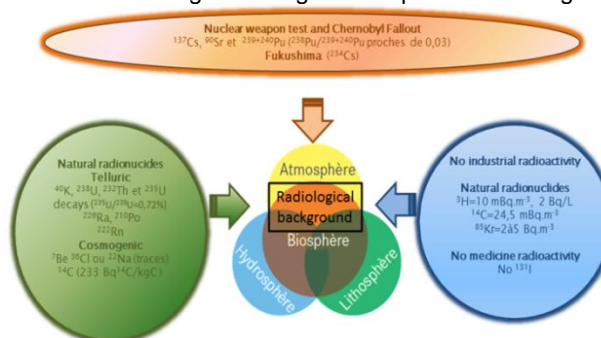 Nuclear weapon test and Chernobyl Fallout
¹³⁷Cs, ⁹⁰Sr et ²³⁹⁺²⁴⁰Pu (²³⁸Pu/²³⁹⁺²⁴⁰Pu proches de 0,03)
Fukushima (²³⁴Cs)
Natural radionucides
Telluric
⁴⁰K, ²³⁸U, ²³²Th et ²³⁵U
decays (²³⁵U/²³⁸U=0,72%)
²²⁶Ra, ²¹⁰Po
²²²Rn
Cosmogenic
⁷Be ³⁶Cl ou ²²Na (traces)
¹⁴C (233 Bq¹⁴C/kgC)
Atmosphère
Radiological
background
Biosphère
Hydrosphère
Lithosphère
No industrial radioactivity
Natural radionuclides
³H=10 mBq.m⁻³, 2 Bq/L
¹⁴C=24,5 mBq.m⁻³
⁸⁵Kr=2à5 Bq.m⁻³
No medicine radioactivity
No ¹³¹I